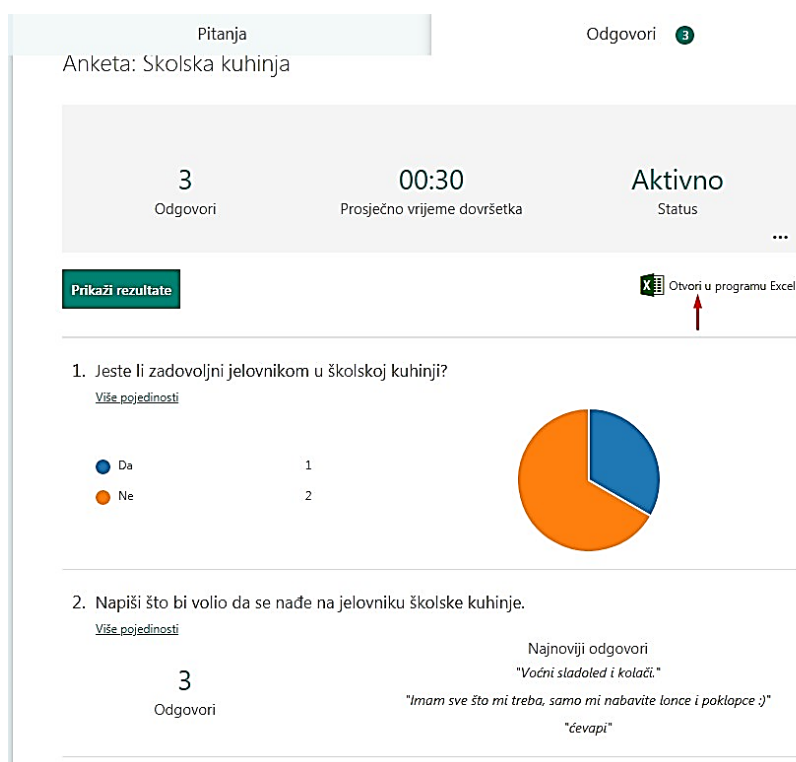 Pitanja
Odgovori 3
Anketa: Školska kuhinja
3
Odgovori
00:30
Prosječno vrijeme dovršetka
Aktivno
Status
...
Prikaži rezultate
Otvori u programu Excel
1. Jeste li zadovoljni jelovnikom u školskoj kuhinji?
Više pojedinosti
Da 1
Ne 2
2. Napiši što bi volio da se nađe na jelovniku školske kuhinje.
Više pojedinosti
3
Odgovori
Najnoviji odgovori
"Voćni sladoled i kolači."
"Imam sve što mi treba, samo mi nabavite lonce i poklopce :)"
"ćevapi"